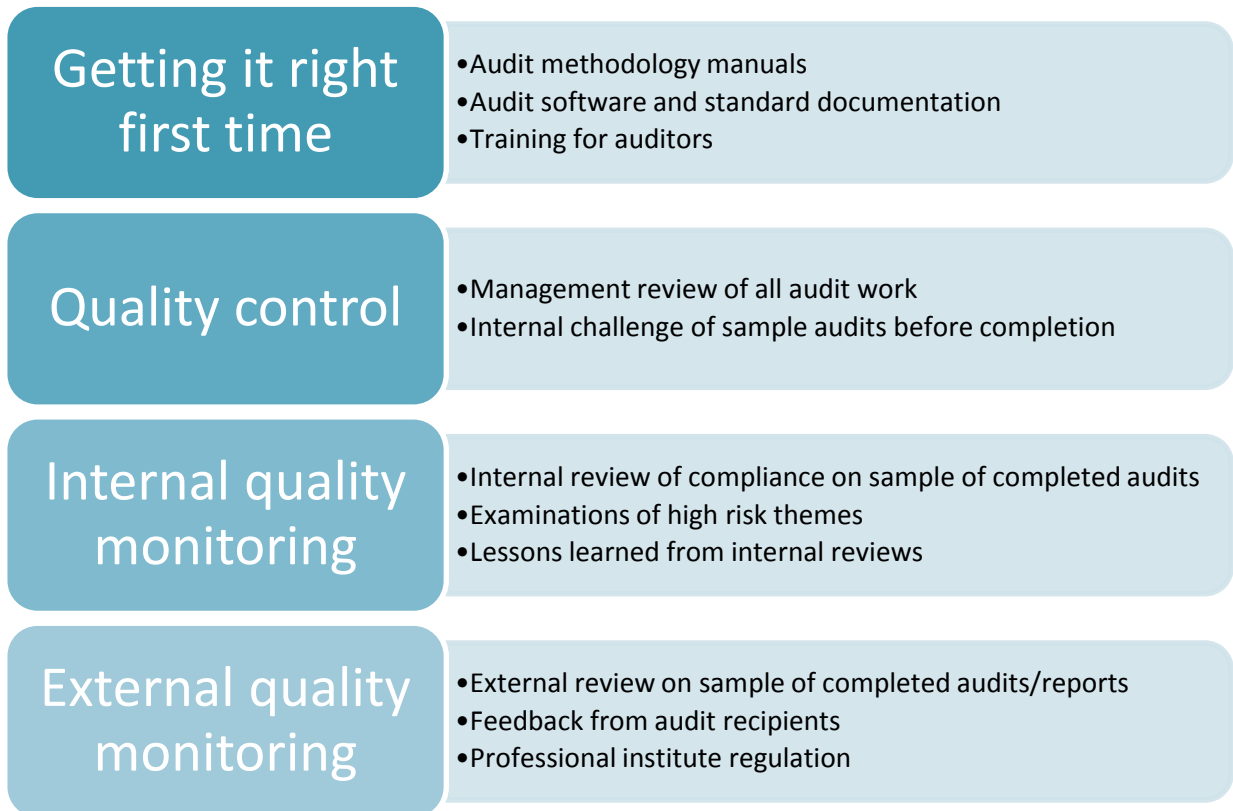 Getting it right
first time
•Audit methodology manuals
•Audit software and standard documentation
•Training for auditors
Quality control
•Management review of all audit work
•Internal challenge of sample audits before completion
Internal quality
monitoring
•Internal review of compliance on sample of completed audits
•Examinations of high risk themes
•Lessons learned from internal reviews
External quality
monitoring
•External review on sample of completed audits/reports
•Feedback from audit recipients
•Professional institute regulation